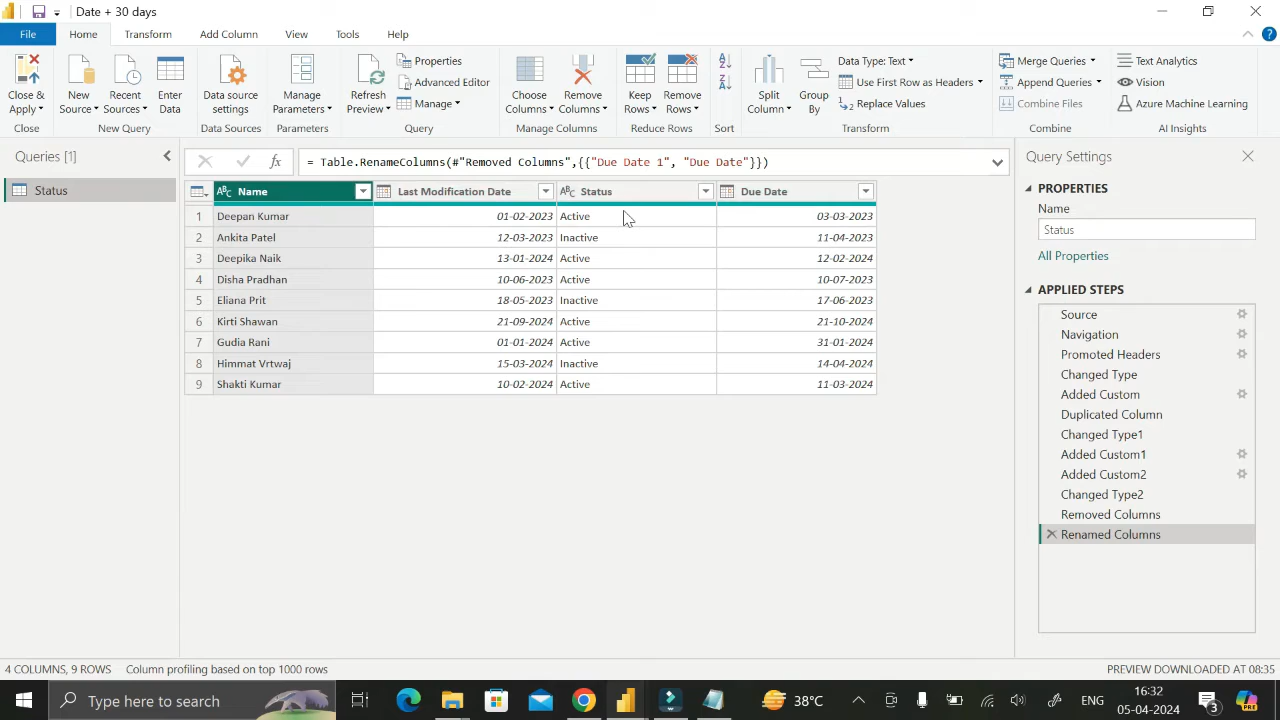 Date + 30 days
File Home Transform Add Column View Tools Help
Close & Apply
New Source
Recent Sources
Enter Data
Data source settings
Manage Parameters
Refresh Preview
Properties
Advanced Editor
Manage
Choose Columns
Remove Columns
Keep Rows
Remove Rows
Split Column
Group By
Data Type: Text
Use First Row as Headers
Replace Values
Merge Queries
Append Queries
Combine Files
Text Analytics
Vision
Azure Machine Learning
Close New Query Data Sources Parameters Query Manage Columns Reduce Rows Sort Transform Combine AI Insights
Queries [1]
Status
= Table.RenameColumns(#"Removed Columns",{{"Due Date 1", "Due Date"}})
Name Last Modification Date Status Due Date
1 Deepan Kumar 01-02-2023 Active 03-03-2023
2 Ankita Patel 12-03-2023 Inactive 11-04-2023
3 Deepika Naik 13-01-2024 Active 12-02-2024
4 Disha Pradhan 10-06-2023 Active 10-07-2023
5 Eliana Prit 18-05-2023 Inactive 17-06-2023
6 Kirti Shawan 21-09-2024 Active 21-10-2024
7 Gudia Rani 01-01-2024 Active 31-01-2024
8 Himmat Vrtwaj 15-03-2024 Inactive 14-04-2024
9 Shakti Kumar 10-02-2024 Active 11-03-2024
Query Settings
PROPERTIES
Name
Status
All Properties
APPLIED STEPS
Source
Navigation
Promoted Headers
Changed Type
Added Custom
Duplicated Column
Changed Type1
Added Custom1
Added Custom2
Changed Type2
Removed Columns
Renamed Columns
4 COLUMNS, 9 ROWS Column profiling based on top 1000 rows PREVIEW DOWNLOADED AT 08:35
Type here to search
38°C
ENG
16:32
05-04-2024
3